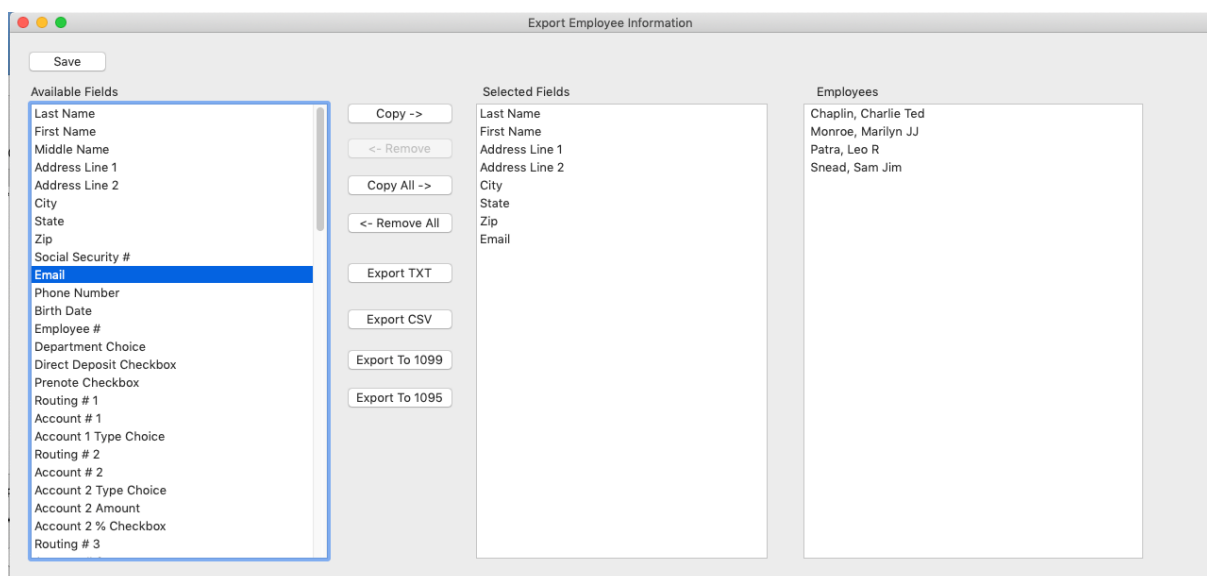 Export Employee Information
Save
Available Fields
Last Name
First Name
Middle Name
Address Line 1
Address Line 2
City
State
Zip
Social Security #
Email
Phone Number
Birth Date
Employee #
Department Choice
Direct Deposit Checkbox
Prenote Checkbox
Routing # 1
Account # 1
Account 1 Type Choice
Routing # 2
Account # 2
Account 2 Type Choice
Account 2 Amount
Account 2 % Checkbox
Routing # 3
Copy ->
<- Remove
Copy All ->
<- Remove All
Export TXT
Export CSV
Export To 1099
Export To 1095
Selected Fields
Last Name
First Name
Address Line 1
Address Line 2
City
State
Zip
Email
Employees
Chaplin, Charlie Ted
Monroe, Marilyn JJ
Patra, Leo R
Snead, Sam Jim